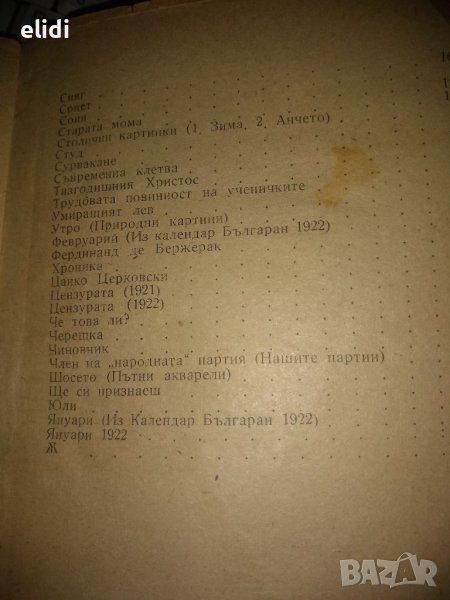 elidi
Сняг
Сонет
Сони
Старата мома
Столични картинки (1. Зима, 2. Анчето)
Студ
Сурвакане
Съвременна клетва
Тазгодишния Христос
Трудовата повинност на ученичките
Умиращият лев
Утро (Природни картини)
Февруарий (Из календар Българан 1922)
Фердинанд де Бержерак
Хроника
Цанко Церковски
Цензурата (1921)
Цензурата (1922)
Че това ли?
Черешка
Чиновник
Член на „народната“ партия (Нашите партии)
Шосето (Пътни акварели)
Ще си признаеш
Юли
Януари (Из Календар Българан 1922)
Януари 1922
Ж
BAZAR.bg